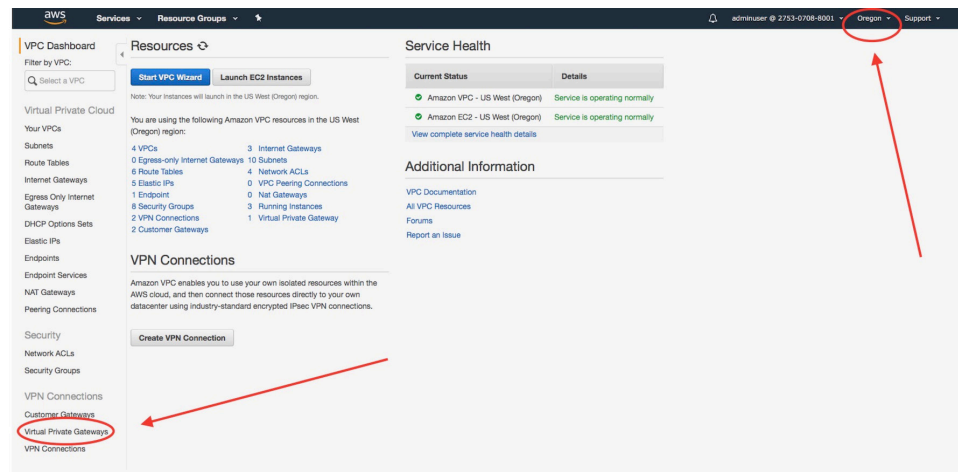 aws Services Resource Groups adminuser @ 2753-0708-8001 Oregon Support
VPC Dashboard
Filter by VPC:
Select a VPC
Virtual Private Cloud
Your VPCs
Subnets
Route Tables
Internet Gateways
Egress Only Internet
Gateways
DHCP Options Sets
Elastic IPs
Endpoints
Endpoint Services
NAT Gateways
Peering Connections
Security
Network ACLs
Security Groups
VPN Connections
Customer Gateways
Virtual Private Gateways
VPN Connections
Resources
Start VPC Wizard Launch EC2 Instances
Note: Your Instances will launch in the US West (Oregon) region.
You are using the following Amazon VPC resources in the US West
(Oregon) region:
4 VPCs 3 Internet Gateways
0 Egress-only Internet Gateways 10 Subnets
6 Route Tables 4 Network ACLs
5 Elastic IPs 0 VPC Peering Connections
1 Endpoint 0 Nat Gateways
8 Security Groups 3 Running Instances
2 VPN Connections 1 Virtual Private Gateway
2 Customer Gateways
VPN Connections
Amazon VPC enables you to use your own isolated resources within the
AWS cloud, and then connect those resources directly to your own
datacenter using industry-standard encrypted IPsec VPN connections.
Create VPN Connection
Service Health
Current Status Details
Amazon VPC - US West (Oregon) Service is operating normally
Amazon EC2 - US West (Oregon) Service is operating normally
View complete service health details
Additional Information
VPC Documentation
All VPC Resources
Forums
Report an Issue